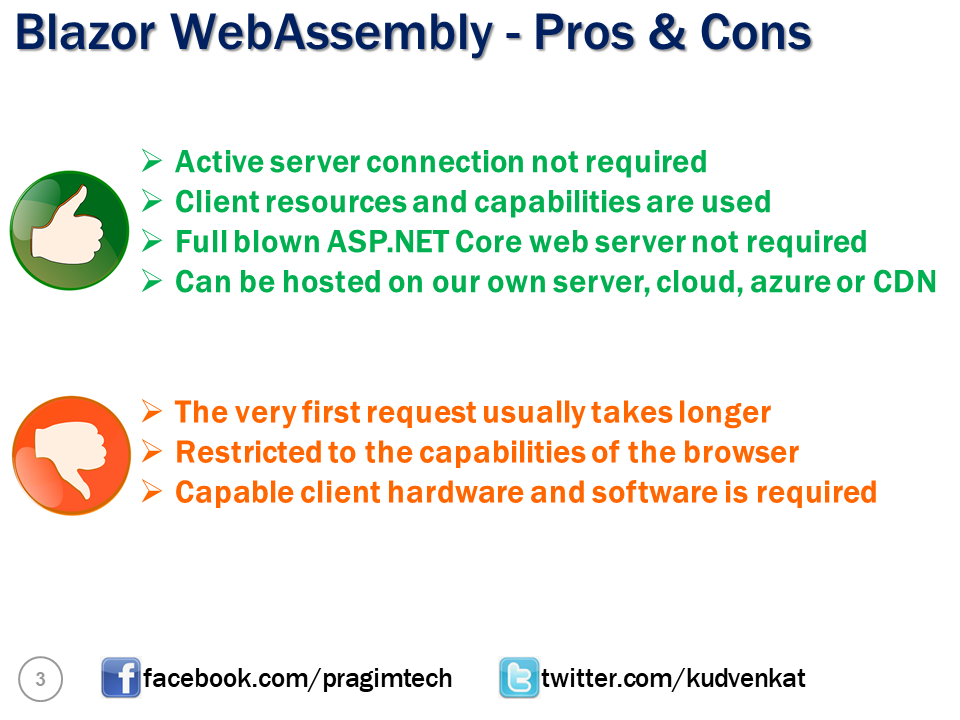 Blazor WebAssembly - Pros & Cons
Active server connection not required
Client resources and capabilities are used
Full blown ASP.NET Core web server not required
Can be hosted on our own server, cloud, azure or CDN
The very first request usually takes longer
Restricted to the capabilities of the browser
Capable client hardware and software is required
3 facebook.com/pragimtech twitter.com/kudvenkat